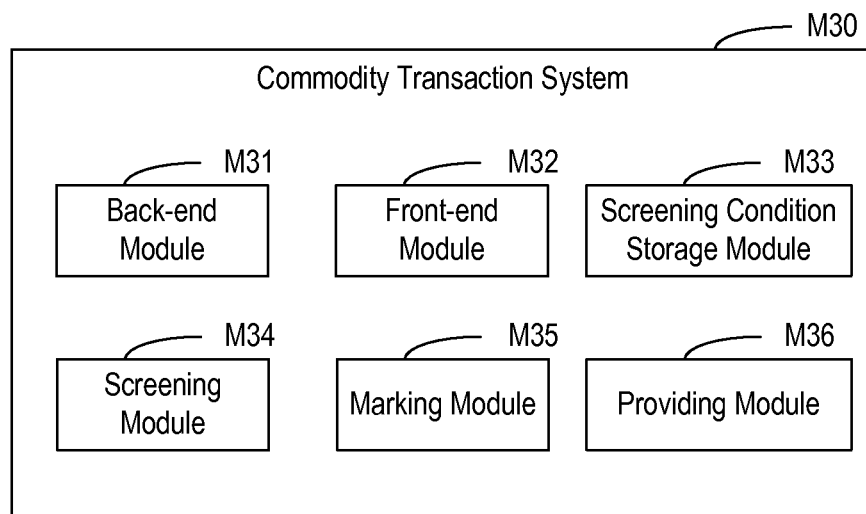 M30
Commodity Transaction System
M31
M32
M33
Back-end
Module
Front-end
Module
Screening Condition
Storage Module
M34
M35
M36
Screening
Module
Marking Module
Providing Module